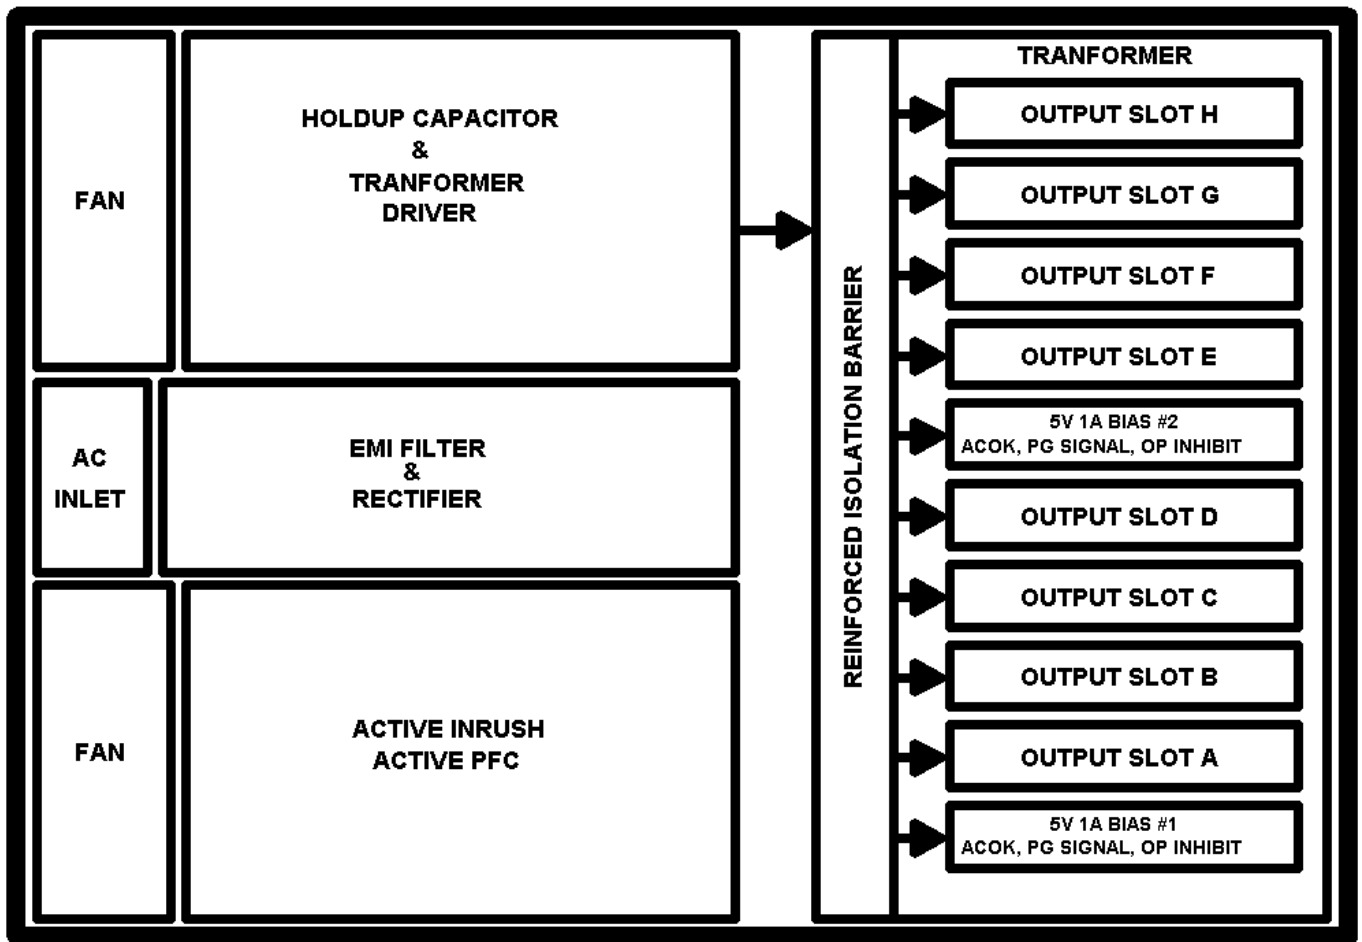 FAN
HOLDUP CAPACITOR
&
TRANFORMER
DRIVER
AC
INLET
EMI FILTER
&
RECTIFIER
FAN
ACTIVE INRUSH
ACTIVE PFC
REINFORCED ISOLATION BARRIER
TRANFORMER
OUTPUT SLOT H
OUTPUT SLOT G
OUTPUT SLOT F
OUTPUT SLOT E
5V 1A BIAS #2
ACOK, PG SIGNAL, OP INHIBIT
OUTPUT SLOT D
OUTPUT SLOT C
OUTPUT SLOT B
OUTPUT SLOT A
5V 1A BIAS #1
ACOK, PG SIGNAL, OP INHIBIT